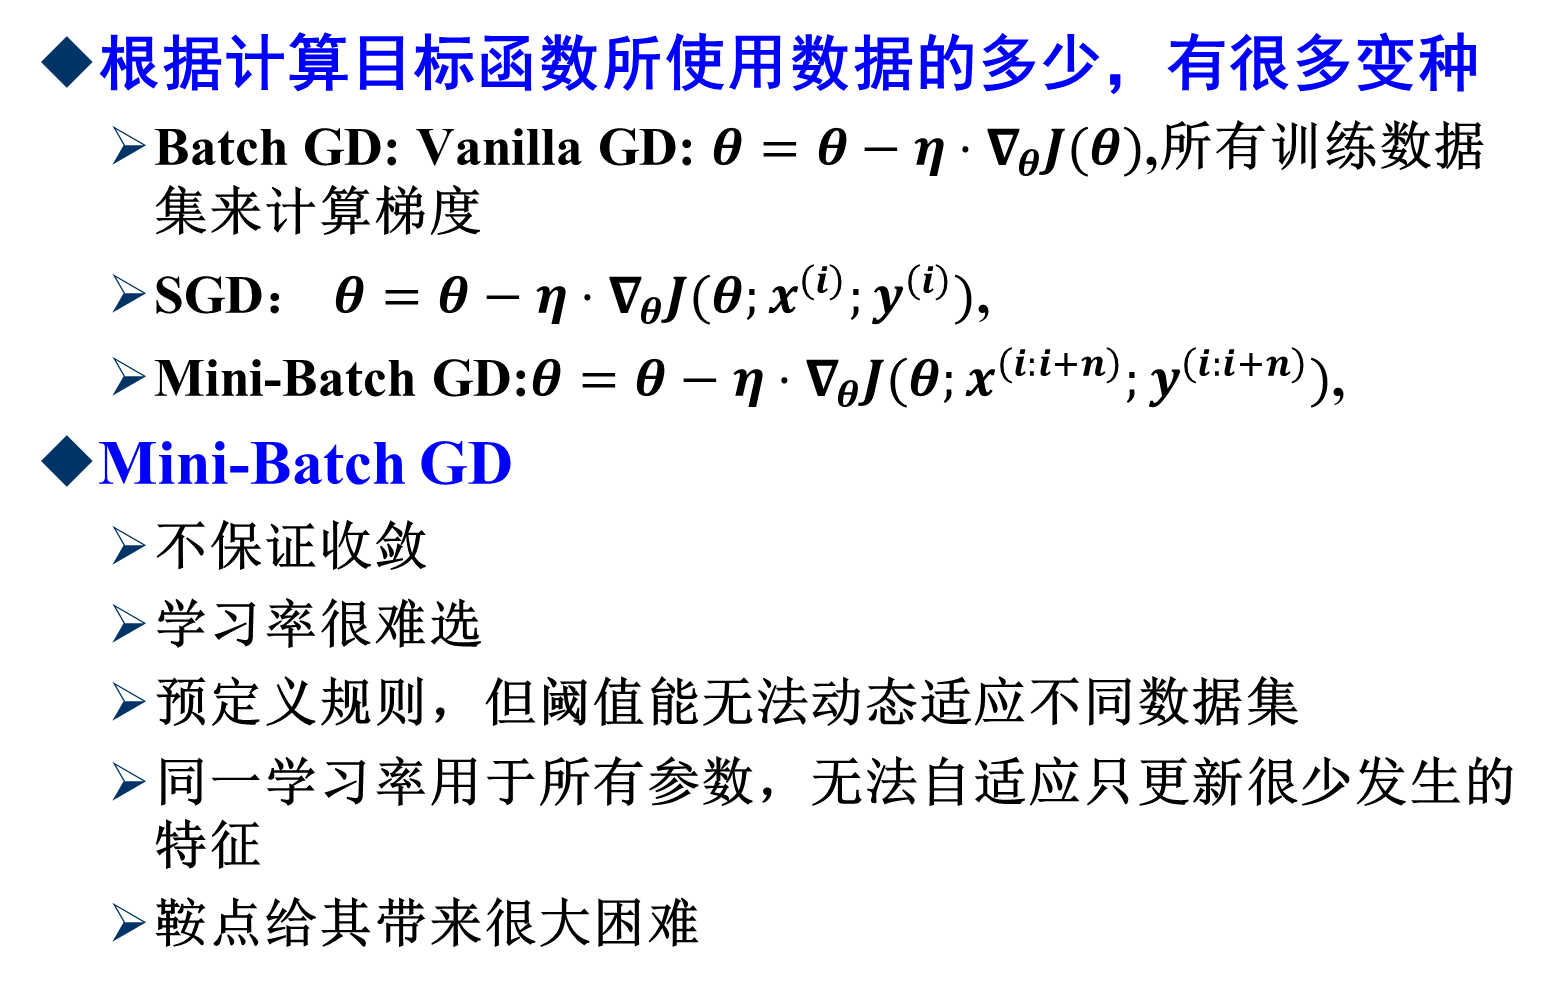 ◆根据计算目标函数所使用数据的多少，有很多变种
➢Batch GD: Vanilla GD: θ = θ − η · ∇_θJ(θ),所有训练数据
集来计算梯度
➢SGD： θ = θ − η · ∇_θJ(θ; x^(i); y^(i)),
➢Mini-Batch GD:θ = θ − η · ∇_θJ(θ; x^(i:i+n); y^(i:i+n)),
◆Mini-Batch GD
➢不保证收敛
➢学习率很难选
➢预定义规则，但阈值能无法动态适应不同数据集
➢同一学习率用于所有参数，无法自适应只更新很少发生的
特征
➢鞍点给其带来很大困难